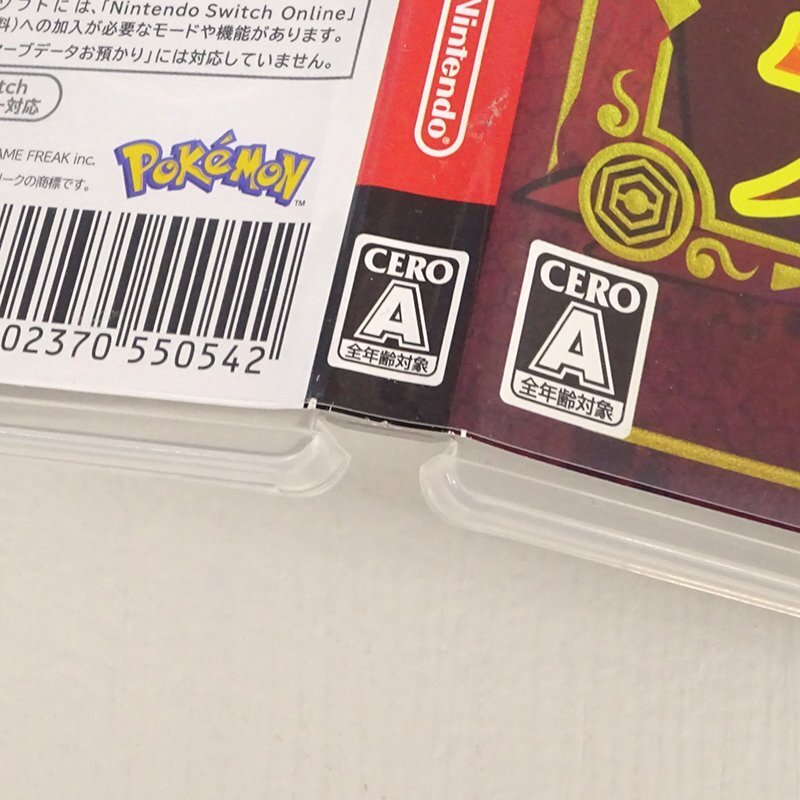 ソフトには、「Nintendo Switch Online」
料)への加入が必要なモードや機能があります。
ーブデータお預かり」には対応していません。
tch
ー対応
AME FREAK inc.
ークの商標です。
POKéMON
TM
02370 550542
Nintendo®
CERO
A
全年齢対象
CERO
A
全年齢対象